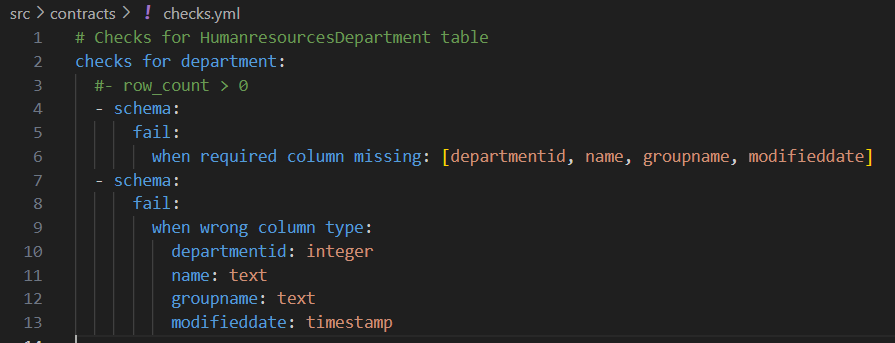 src > contracts > ! checks.yml
1 # Checks for HumanresourcesDepartment table
2 checks for department:
3 #- row_count > 0
4 - schema:
5 fail:
6 when required column missing: [departmentid, name, groupname, modifieddate]
7 - schema:
8 fail:
9 when wrong column type:
10 departmentid: integer
11 name: text
12 groupname: text
13 modifieddate: timestamp
14